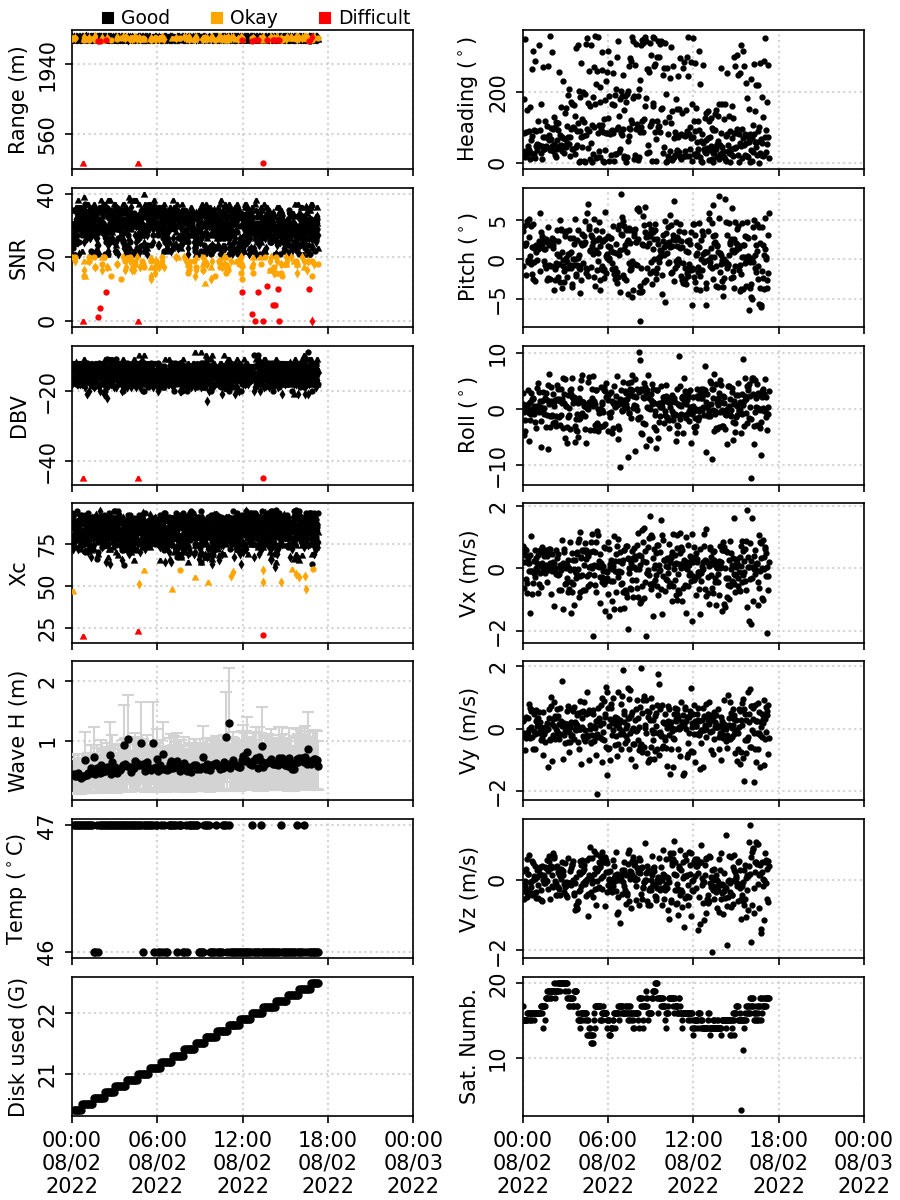 Good Okay Difficult
Range (m)
1940
560
Heading (°)
200
0
SNR
40
20
0
Pitch (°)
5
0
−5
DBV
−20
−40
Roll (°)
10
0
−10
Xc
75
50
25
Vx (m/s)
2
0
−2
Wave H (m)
2
1
Vy (m/s)
2
0
−2
Temp (°C)
47
46
Vz (m/s)
0
−2
Disk used (G)
22
21
Sat. Numb.
20
10
00:00 06:00 12:00 18:00 00:00
08/02 08/02 08/02 08/02 08/03
2022 2022 2022 2022 2022
00:00 06:00 12:00 18:00 00:00
08/02 08/02 08/02 08/02 08/03
2022 2022 2022 2022 2022